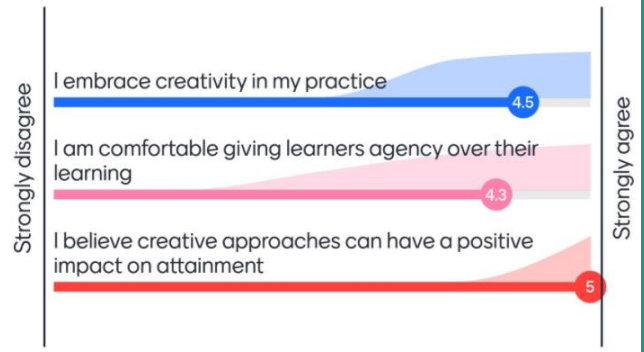 Strongly disagree
I embrace creativity in my practice
4.5
I am comfortable giving learners agency over their
learning
4.3
I believe creative approaches can have a positive
impact on attainment
5
Strongly agree